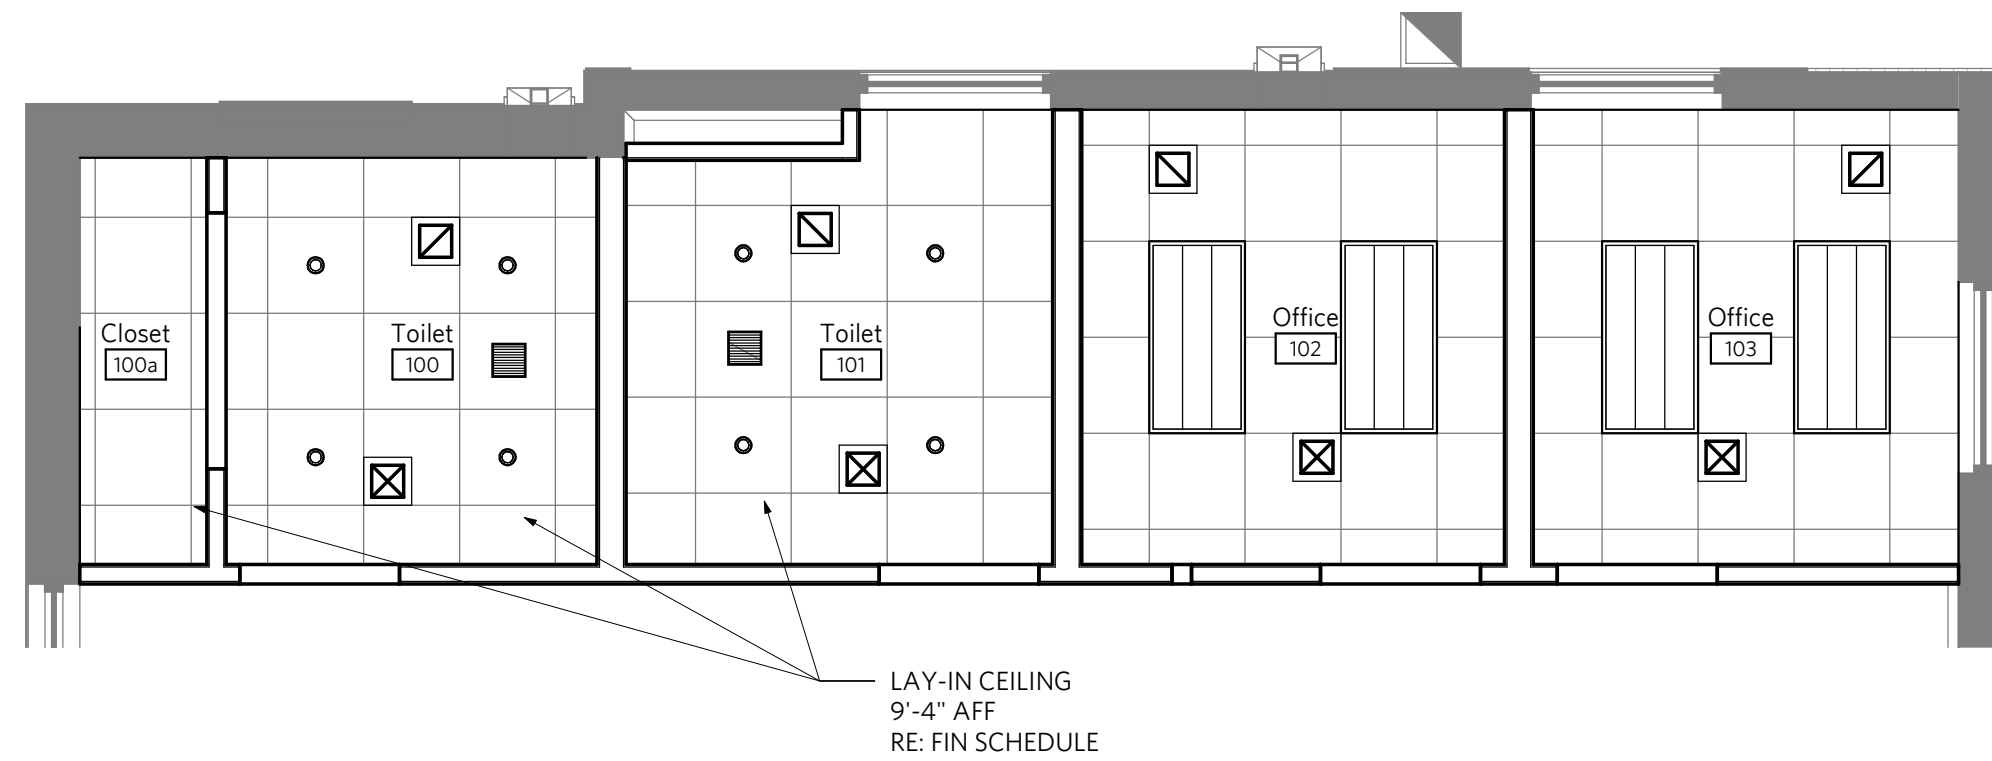 Closet
100a
Toilet
100
Toilet
101
Office
102
Office
103
LAY-IN CEILING
9'-4" AFF
RE: FIN SCHEDULE